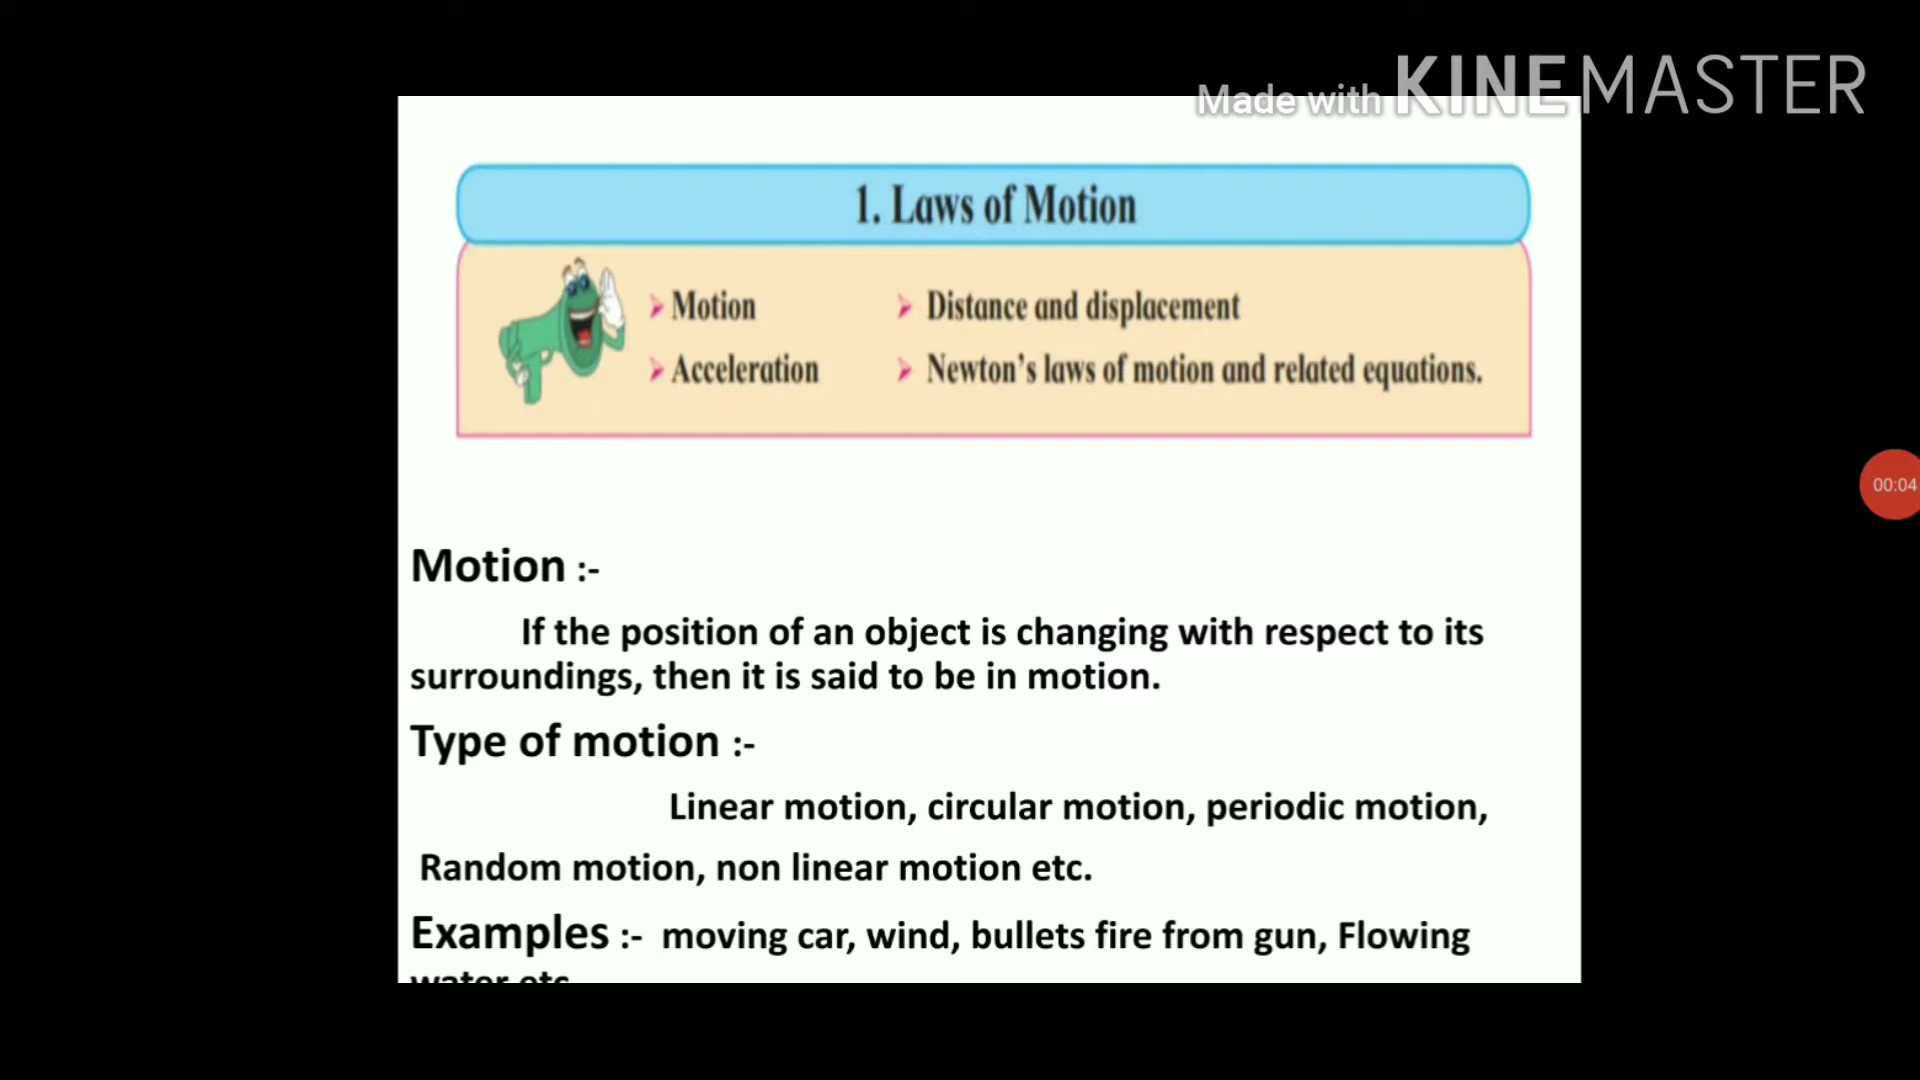 Made with KINEMASTER
1. Laws of Motion
Motion
Distance and displacement
Acceleration
Newton's laws of motion and related equations.
00:04
Motion :-
If the position of an object is changing with respect to its
surroundings, then it is said to be in motion.
Type of motion :-
Linear motion, circular motion, periodic motion,
Random motion, non linear motion etc.
Examples :- moving car, wind, bullets fire from gun, Flowing
water etc